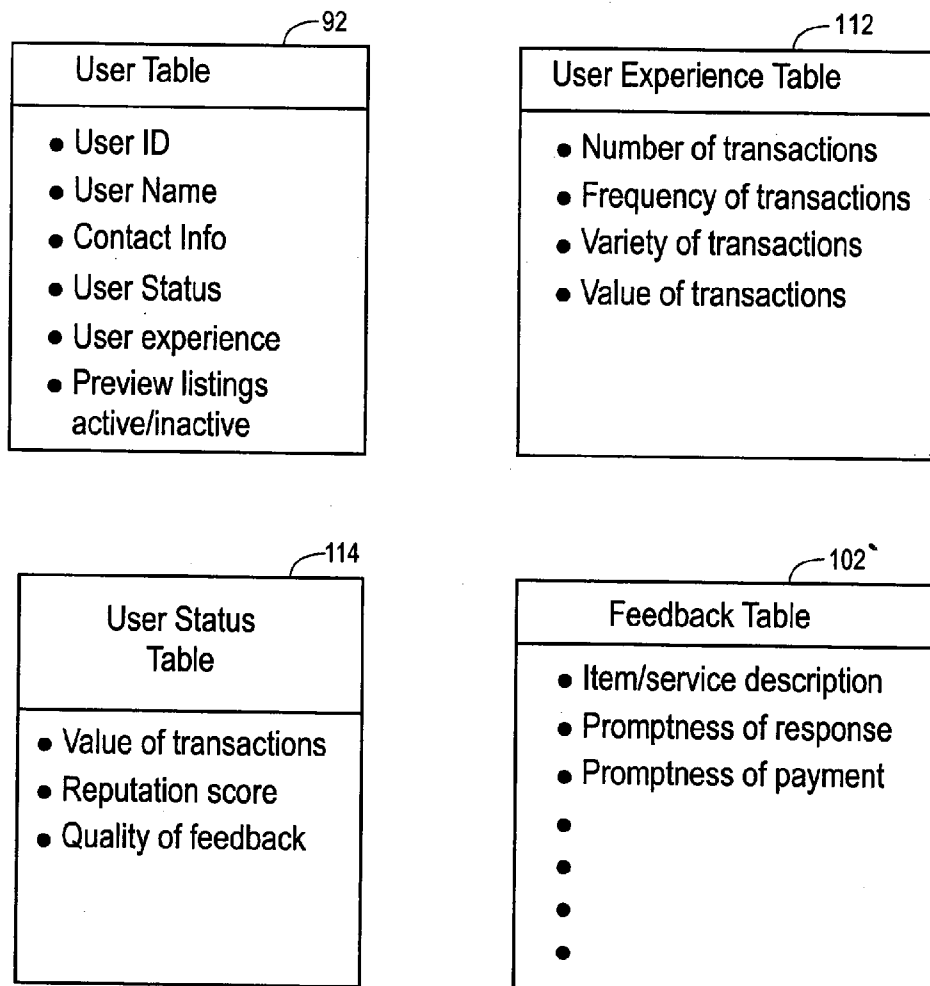 92
User Table
• User ID
• User Name
• Contact Info
• User Status
• User experience
• Preview listings
active/inactive
112
User Experience Table
• Number of transactions
• Frequency of transactions
• Variety of transactions
• Value of transactions
114
User Status
Table
• Value of transactions
• Reputation score
• Quality of feedback
102
Feedback Table
• Item/service description
• Promptness of response
• Promptness of payment
•
•
•
•